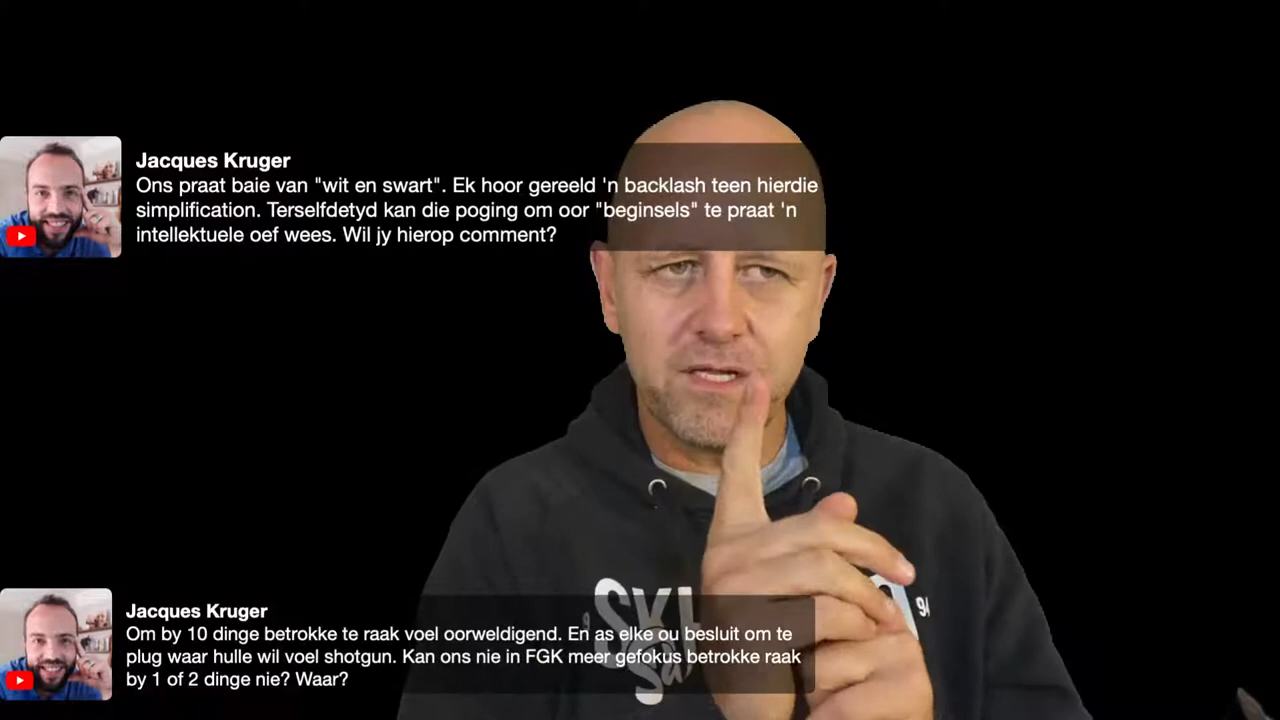 Jacques Kruger
Ons praat baie van "wit en swart". Ek hoor gereeld 'n backlash teen hierdie
simplification. Terselfdetyd kan die poging om oor "beginsels" te praat 'n
intellektuele oef wees. Wil jy hierop comment?
Jacques Kruger
Om by 10 dinge betrokke te raak voel oorweldigend. En as elke ou besluit om te
plug waar hulle wil voel shotgun. Kan ons nie in FGK meer gefokus betrokke raak
by 1 of 2 dinge nie? Waar?